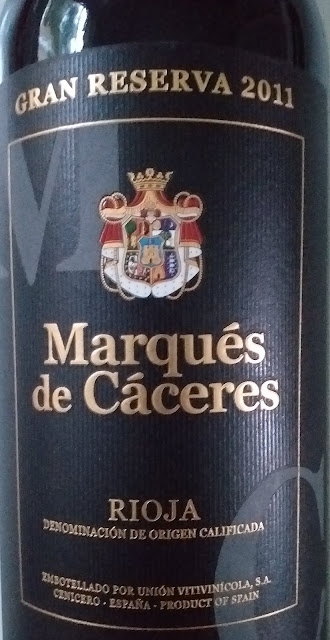 GRAN RESERVA 2011
Marqués
de Cáceres
RIOJA
DENOMINACIÓN DE ORIGEN CALIFICADA
EMBOTELLADO POR UNIÓN VITIVINÍCOLA, S.A.
CENICERO - ESPAÑA - PRODUCT OF SPAIN